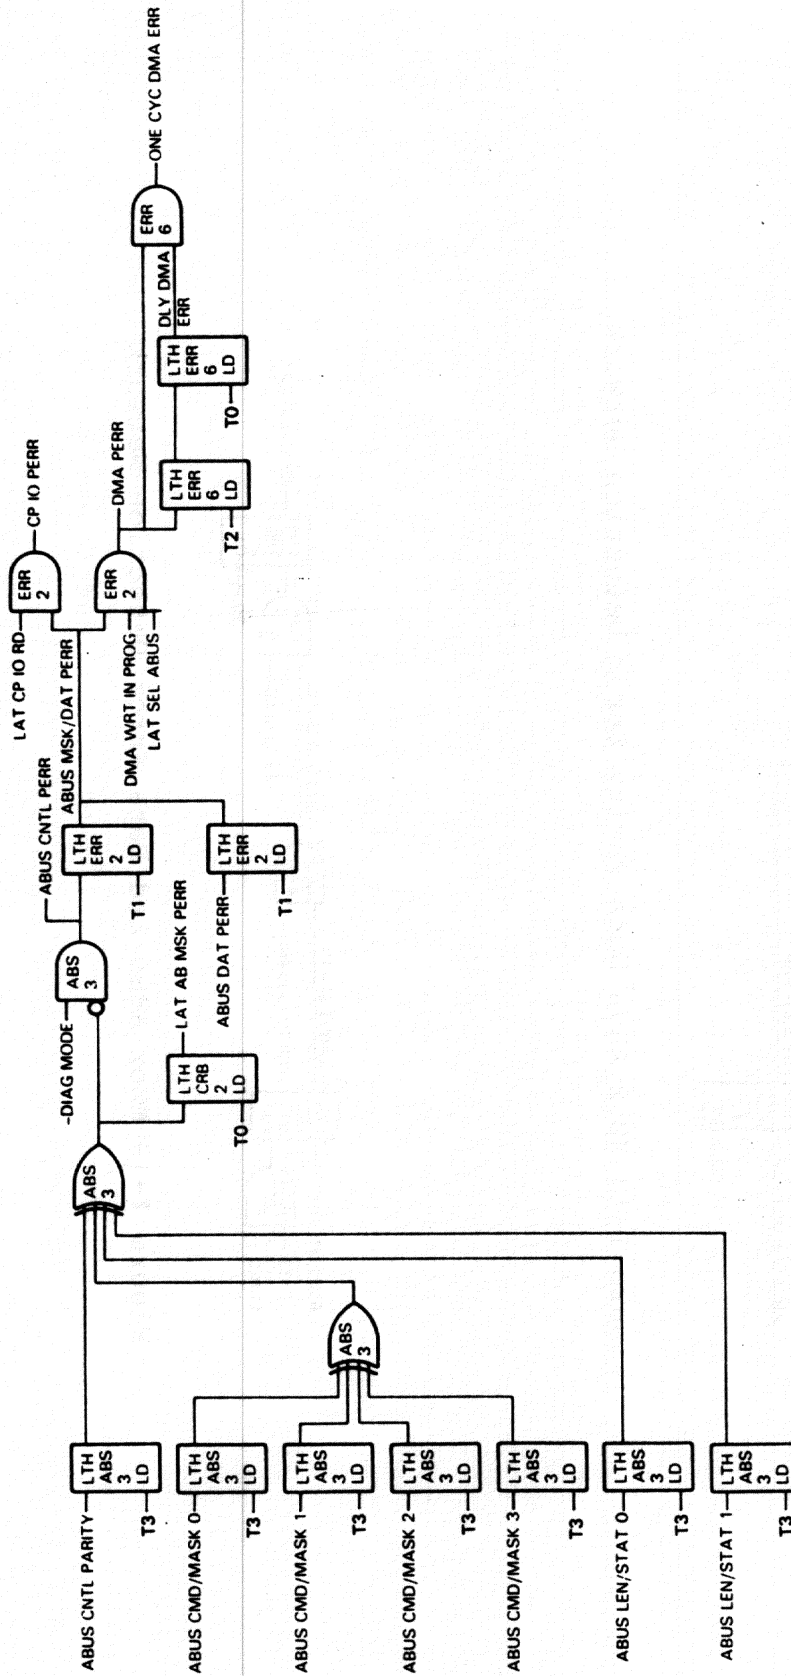 ABUS CNTL PARITY
LTH
ABS
3
LD
T3
ABUS CMD/MASK 0
LTH
ABS
3
LD
T3
ABUS CMD/MASK 1
LTH
ABS
3
LD
T3
ABUS CMD/MASK 2
LTH
ABS
3
LD
T3
ABUS CMD/MASK 3
LTH
ABS
3
LD
T3
ABUS LEN/STAT 0
LTH
ABS
3
LD
T3
ABUS LEN/STAT 1
LTH
ABS
3
LD
T3
ABS
3
ABS
3
-DIAG MODE
ABS
3
LTH
CRB
2
LD
T0
LAT AB MSK PERR
ABUS CNTL PERR
LTH
ERR
2
LD
T1
ABUS DAT PERR
LTH
ERR
2
LD
T1
ABUS MSK/DAT PERR
LAT CP IO RD
ERR
2
CP IO PERR
DMA WRT IN PROG
LAT SEL ABUS
ERR
2
DMA PERR
LTH
ERR
6
LD
T2
LTH
ERR
6
LD
T0
DLY DMA
ERR
ERR
6
ONE CYC DMA ERR